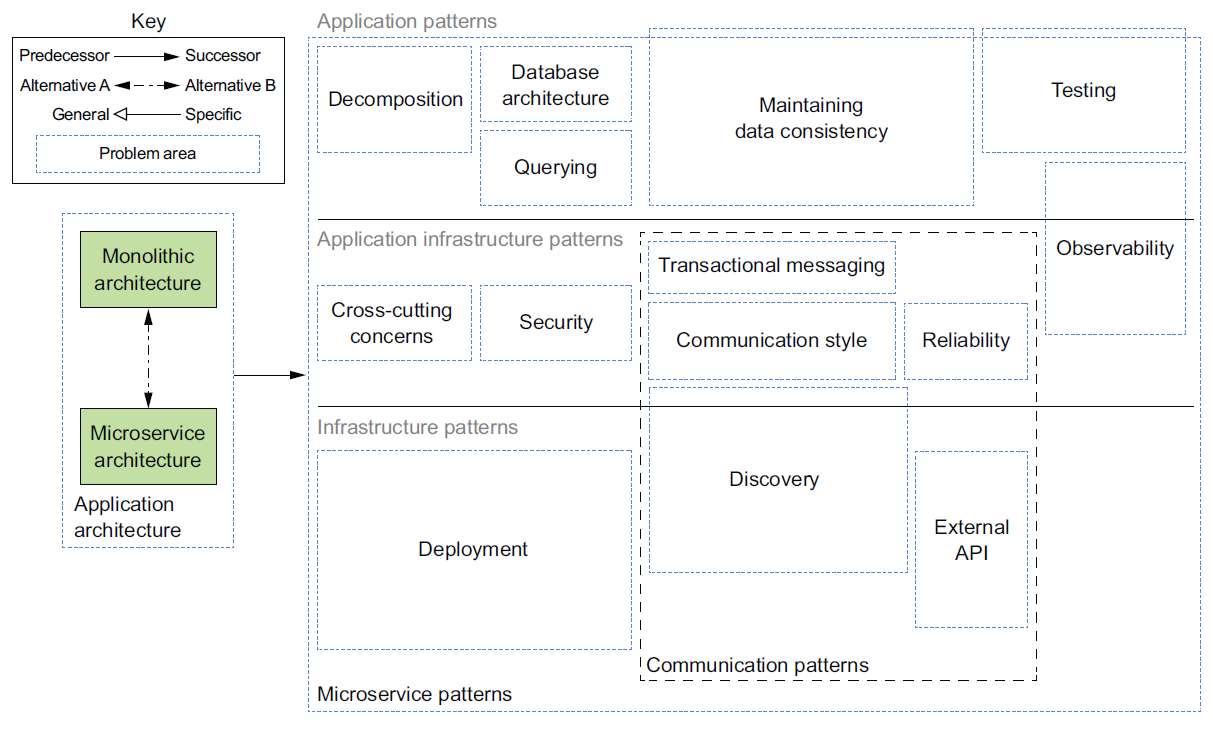 Key
Predecessor
Successor
Alternative A
Alternative B
General
Specific
Problem area
Monolithic
architecture
Microservice
architecture
Application
architecture
Application patterns
Decomposition
Database
architecture
Querying
Maintaining
data consistency
Testing
Observability
Application infrastructure patterns
Cross-cutting
concerns
Security
Transactional messaging
Communication style
Reliability
Infrastructure patterns
Deployment
Discovery
External
API
Communication patterns
Microservice patterns